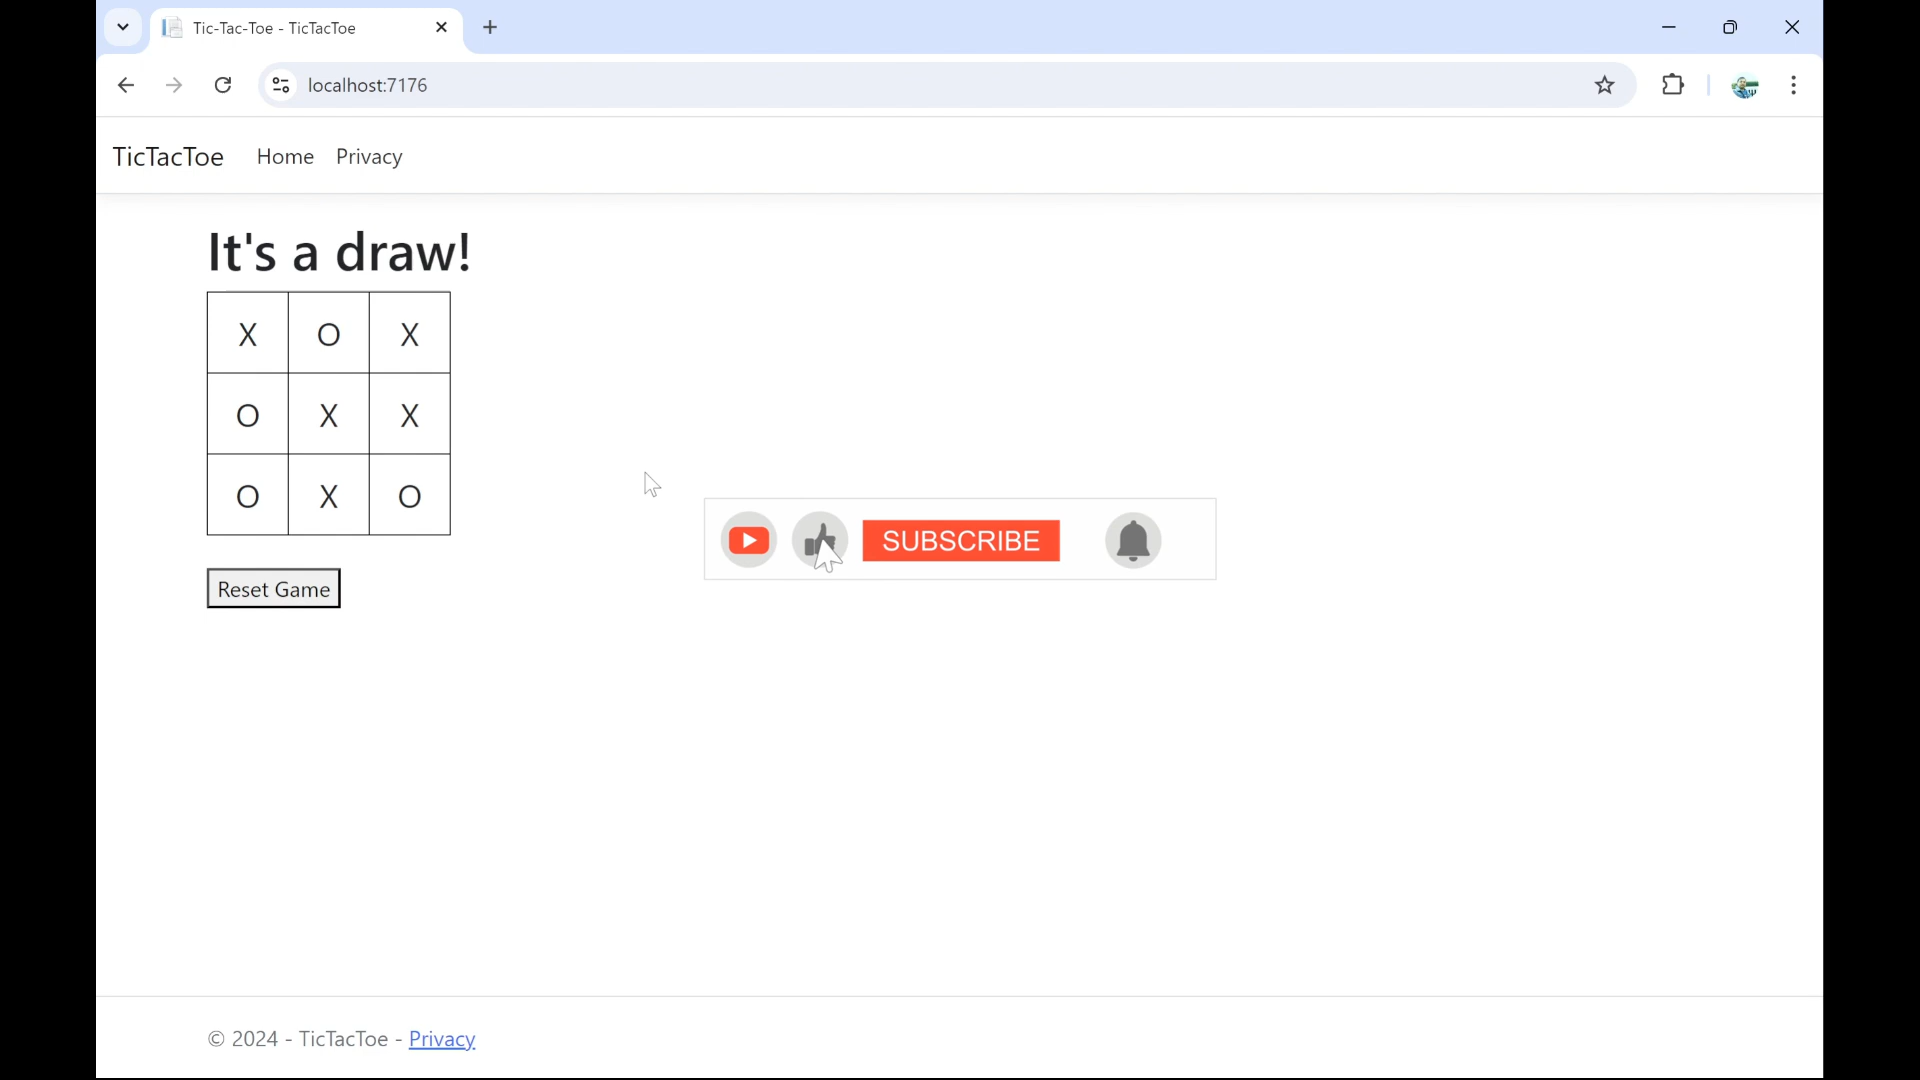 Tic-Tac-Toe - TicTacToe
localhost:7176
TicTacToe Home Privacy
It's a draw!
X O X
O X X
O X O
SUBSCRIBE
Reset Game
© 2024 - TicTacToe - Privacy